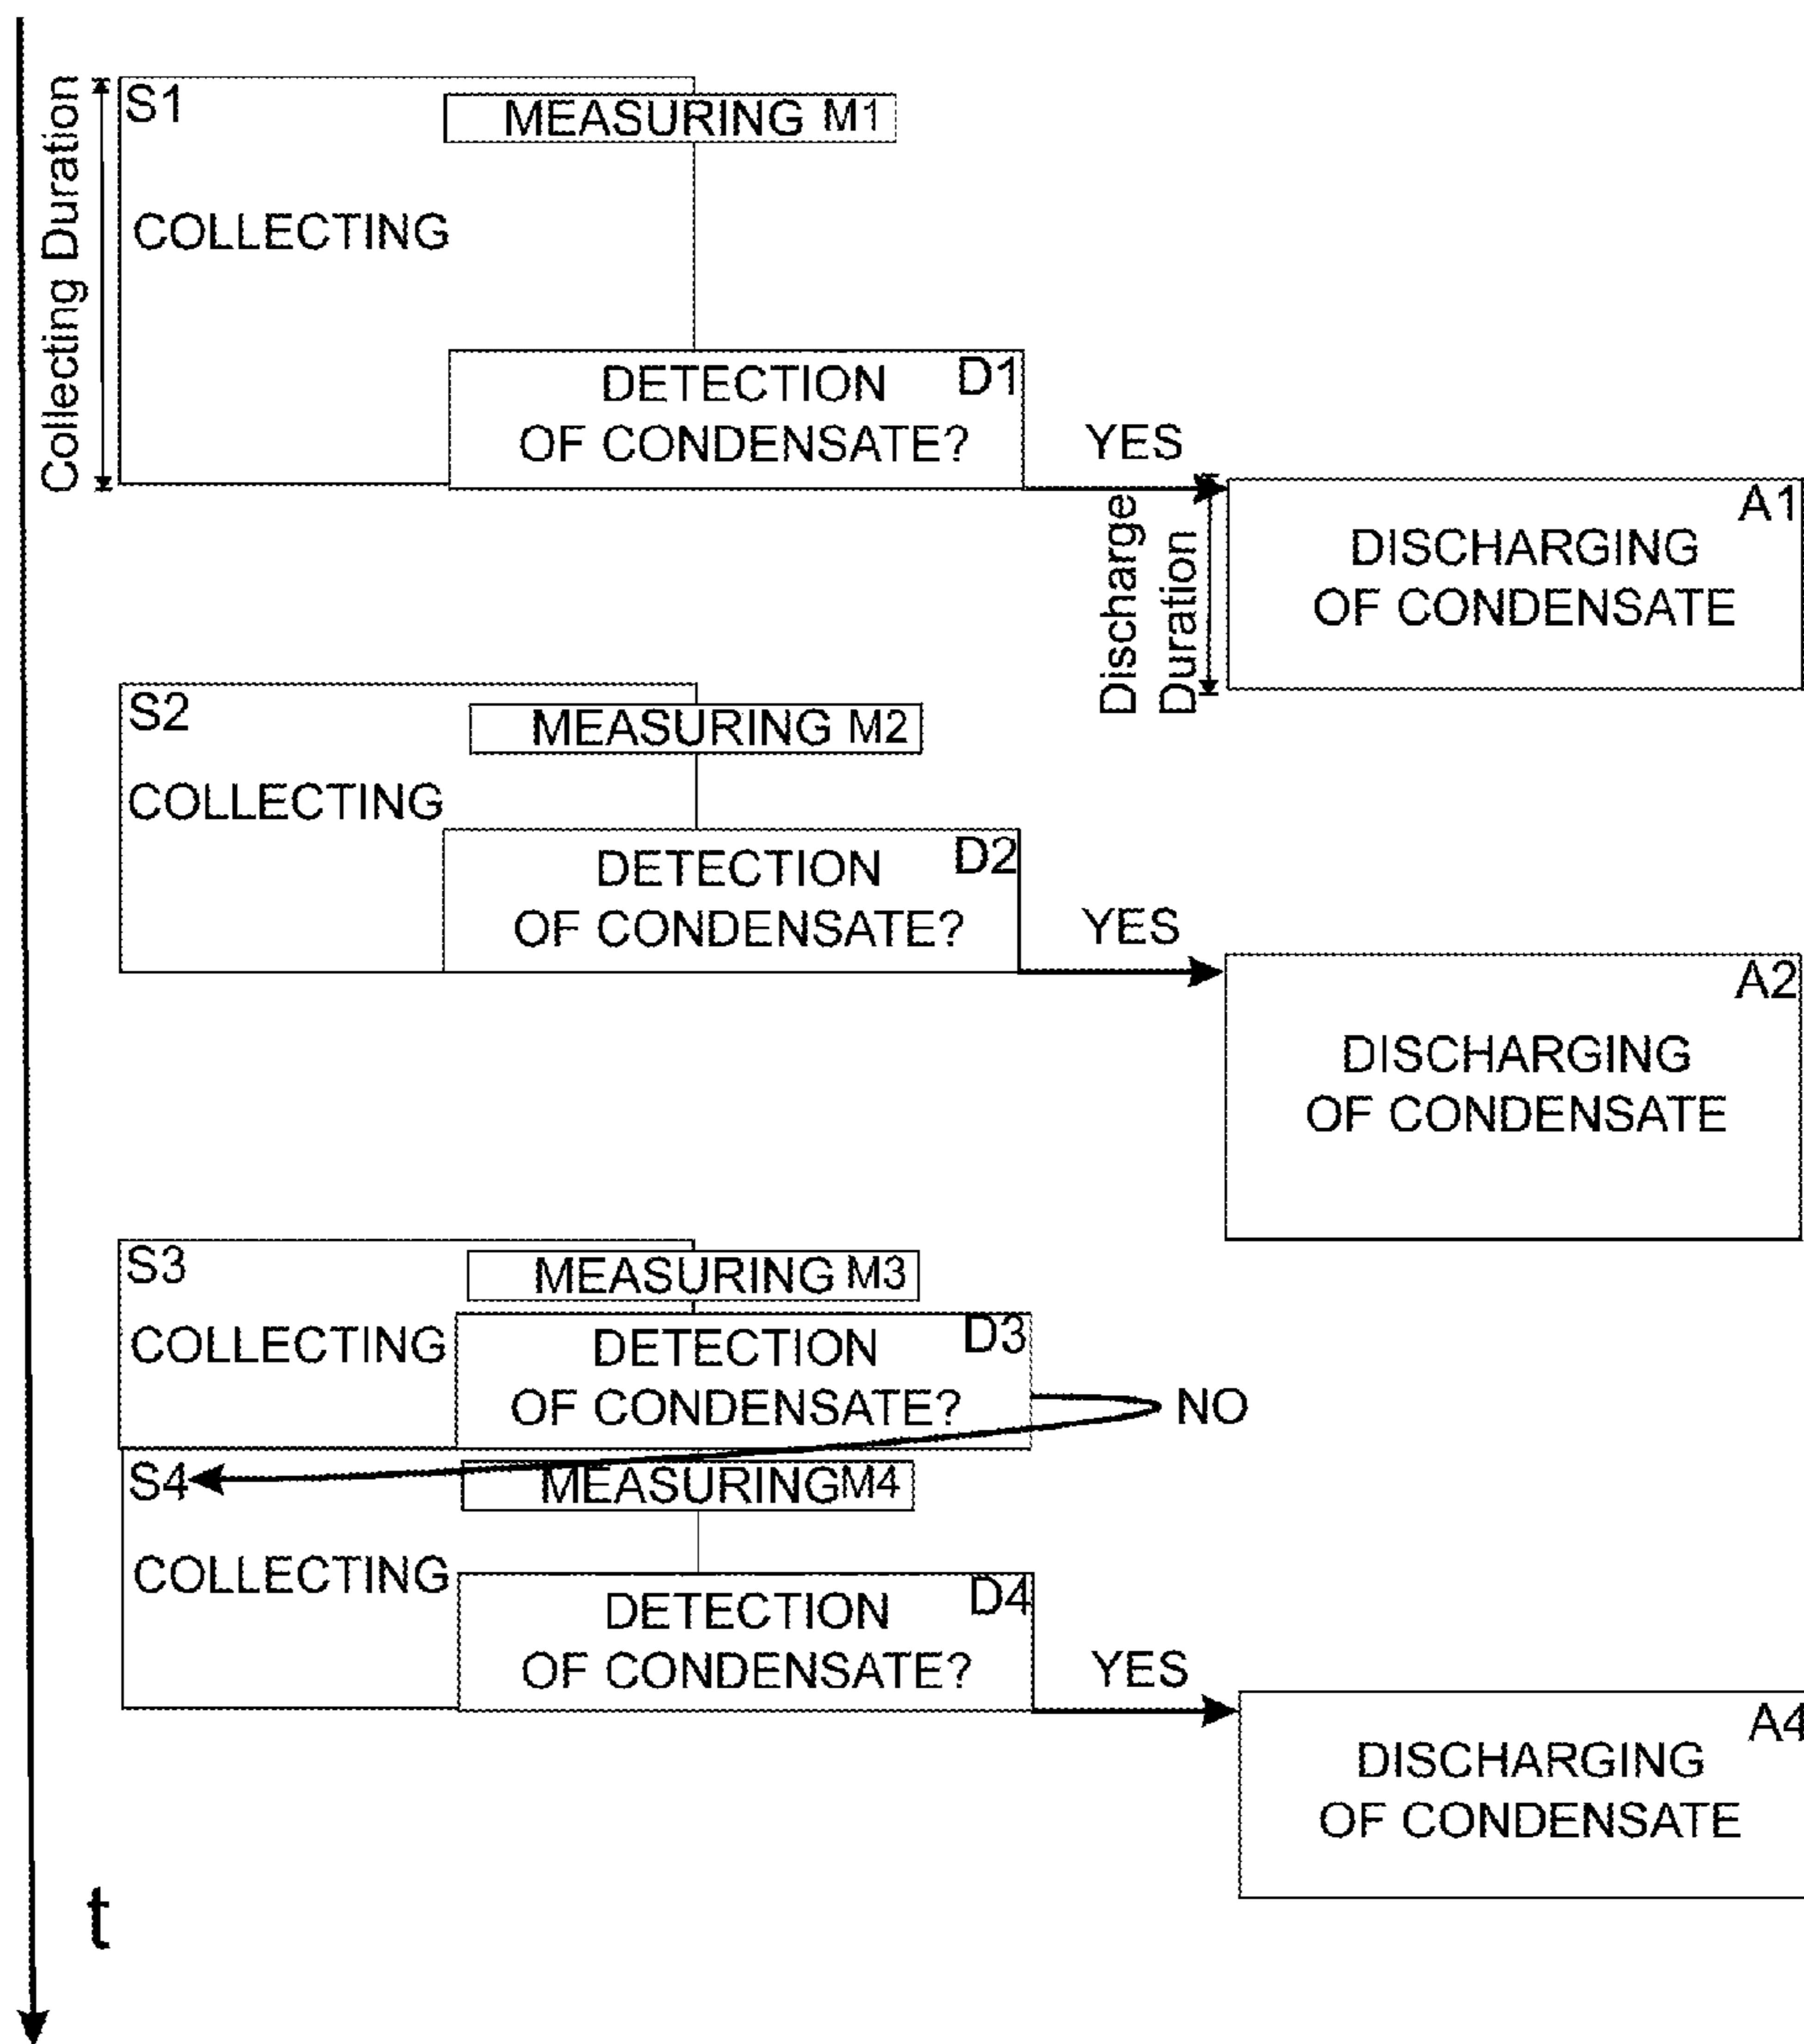 Collecting Duration
S1
MEASURING M1
COLLECTING
DETECTION
OF CONDENSATE?
D1
YES
Discharge
Duration
A1
DISCHARGING
OF CONDENSATE
S2
MEASURING M2
COLLECTING
DETECTION
OF CONDENSATE?
D2
YES
A2
DISCHARGING
OF CONDENSATE
S3
MEASURING M3
COLLECTING
DETECTION
OF CONDENSATE?
D3
NO
S4
MEASURING M4
COLLECTING
DETECTION
OF CONDENSATE?
D4
YES
A4
DISCHARGING
OF CONDENSATE
t